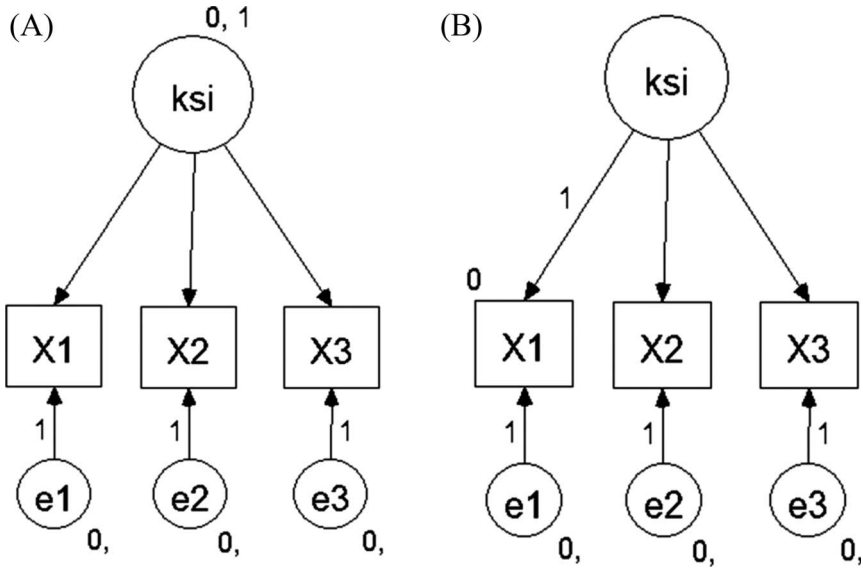 (A)
0, 1
ksi
X1 X2 X3
1 1 1
e1 e2 e3
0, 0, 0,
(B)
ksi
1
0
X1 X2 X3
1 1 1
e1 e2 e3
0, 0, 0,